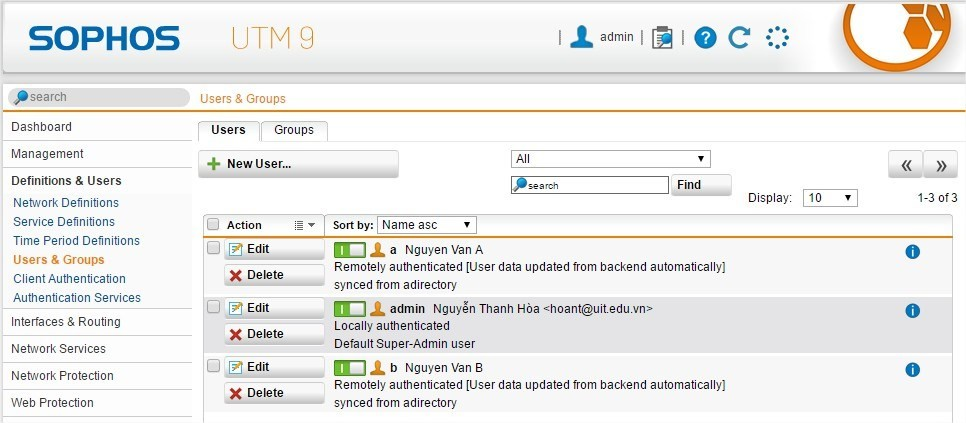 SOPHOS UTM 9
admin
search
Users & Groups
Dashboard
Management
Definitions & Users
Network Definitions
Service Definitions
Time Period Definitions
Users & Groups
Client Authentication
Authentication Services
Interfaces & Routing
Network Services
Network Protection
Web Protection
Users Groups
New User...
All
search Find
Display: 10 1-3 of 3
Action Sort by: Name asc
Edit a Nguyen Van A
Remotely authenticated [User data updated from backend automatically]
Delete
synced from adirectory
Edit admin Nguyễn Thanh Hòa <hoant@uit.edu.vn>
Locally authenticated
Delete
Default Super-Admin user
Edit b Nguyen Van B
Remotely authenticated [User data updated from backend automatically]
Delete
synced from adirectory